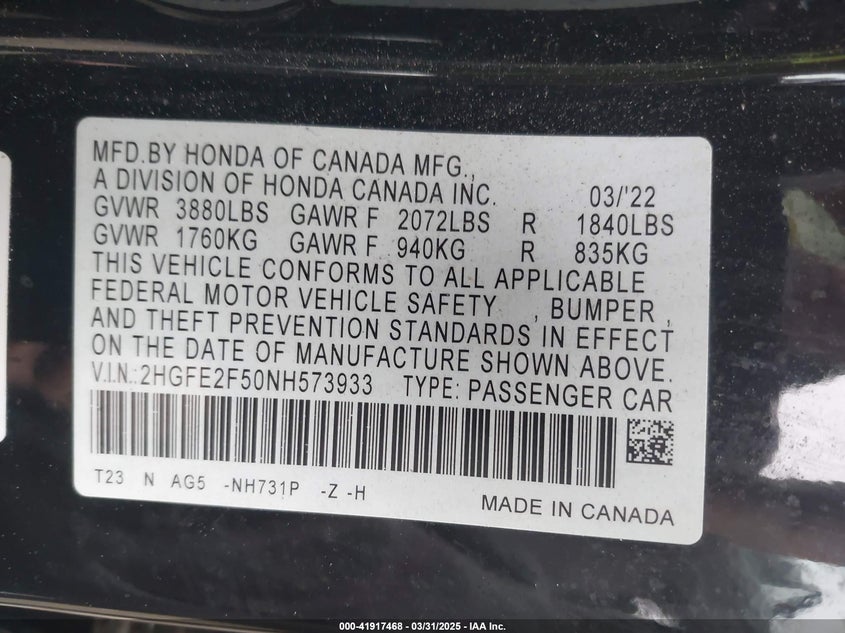 MFD.BY HONDA OF CANADA MFG.,
A DIVISION OF HONDA CANADA INC. 03/'22
GVWR 3880LBS GAWR F 2072LBS R 1840LBS
GVWR 1760KG GAWR F 940KG R 835KG
THIS VEHICLE CONFORMS TO ALL APPLICABLE
FEDERAL MOTOR VEHICLE SAFETY , BUMPER ,
AND THEFT PREVENTION STANDARDS IN EFFECT
ON THE DATE OF MANUFACTURE SHOWN ABOVE.
V.I.N.:2HGFE2F50NH573933 TYPE: PASSENGER CAR
T23 N AG5 -NH731P -Z -H
MADE IN CANADA
000-41917468 - 03/31/2025 - IAA Inc.